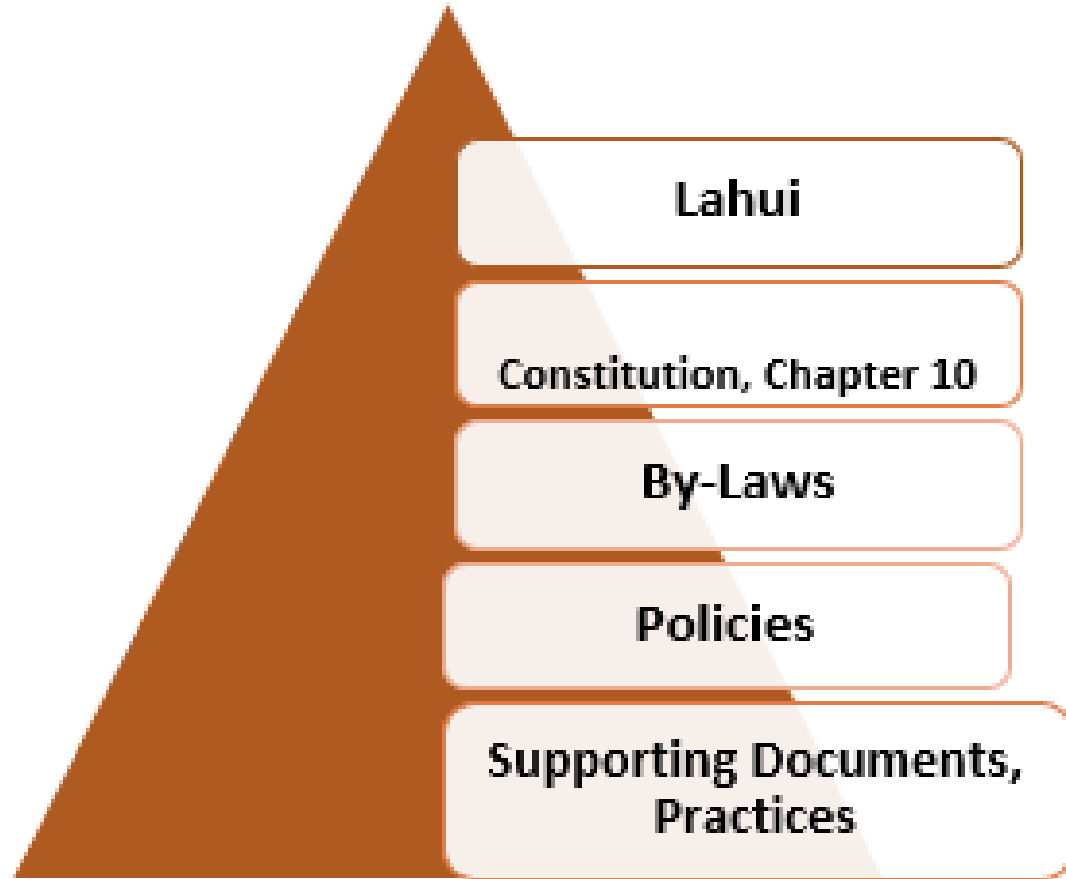 Lahui
Constitution, Chapter 10
By-Laws
Policies
Supporting Documents,
Practices